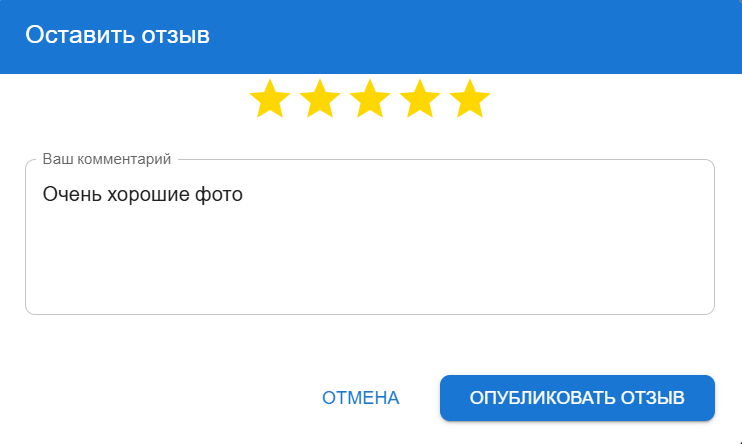 Оставить отзыв
Ваш комментарий
Очень хорошие фото
ОТМЕНА
ОПУБЛИКОВАТЬ ОТЗЫВ